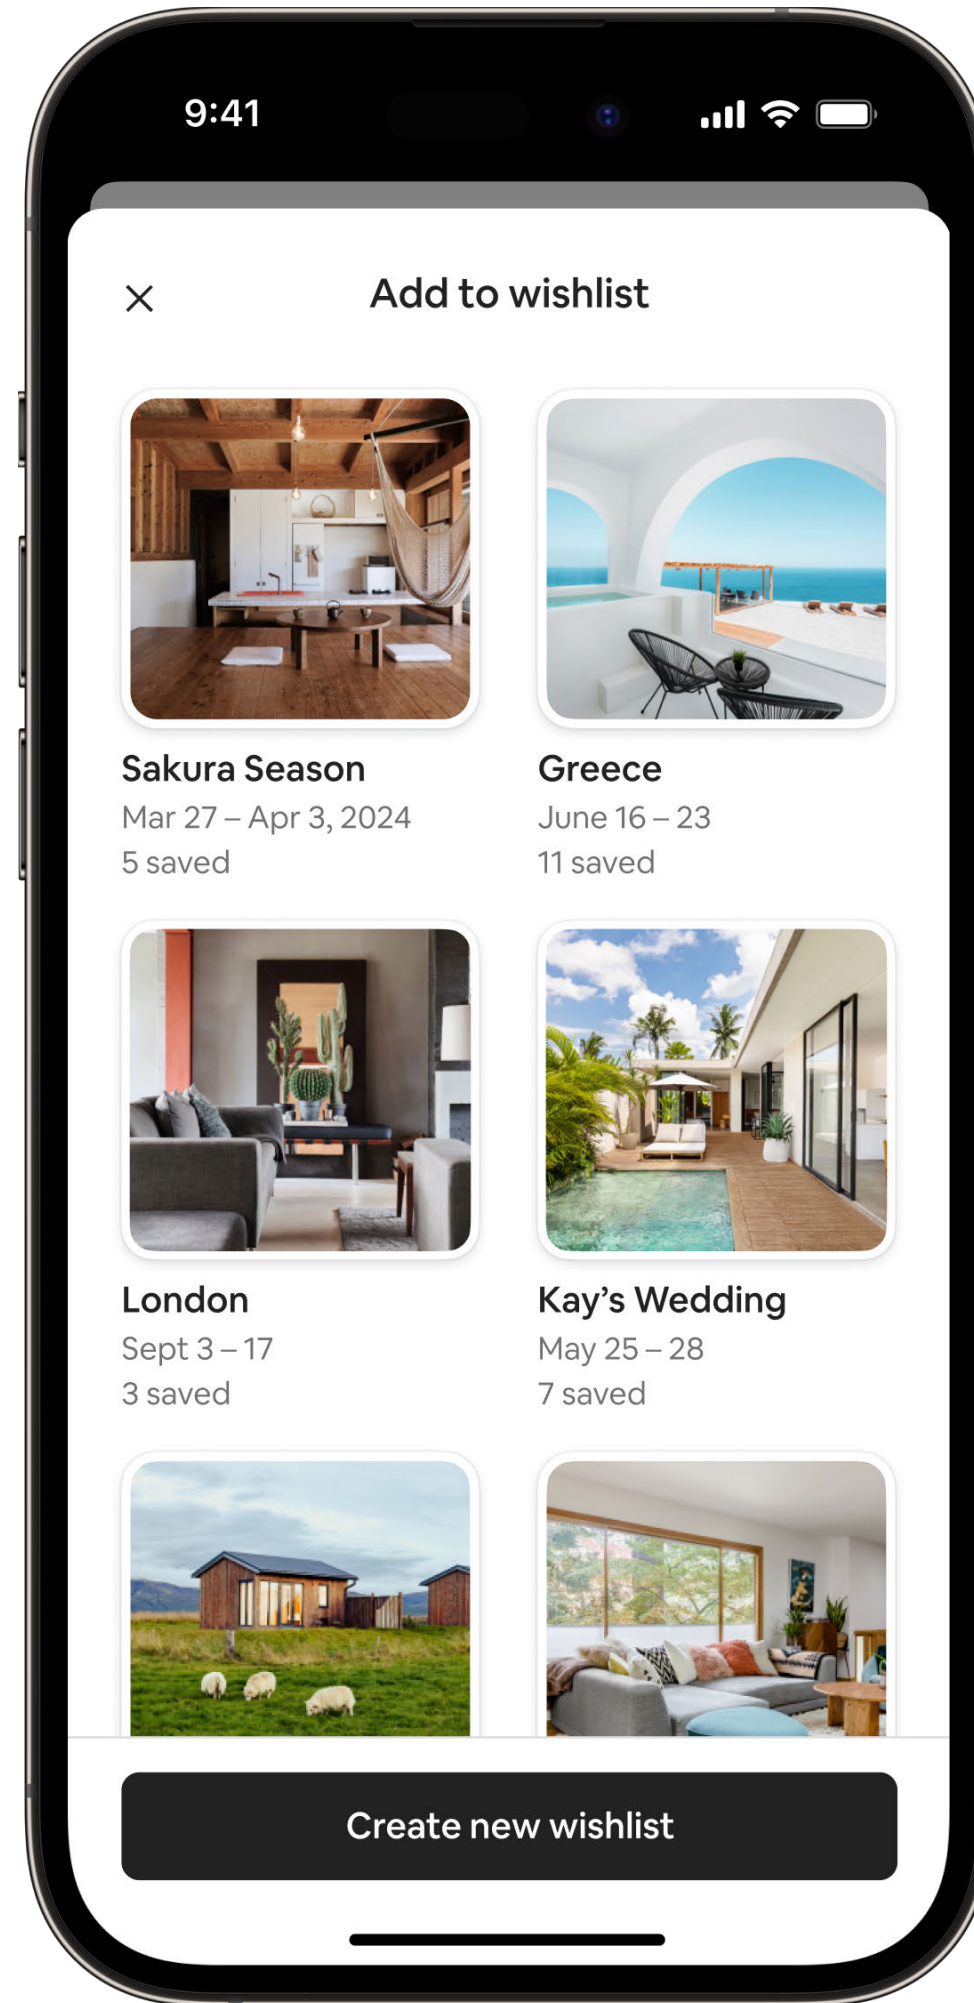 9:41
Add to wishlist
Sakura Season
Mar 27 – Apr 3, 2024
5 saved
Greece
June 16 – 23
11 saved
London
Sept 3 – 17
3 saved
Kay’s Wedding
May 25 – 28
7 saved
Create new wishlist